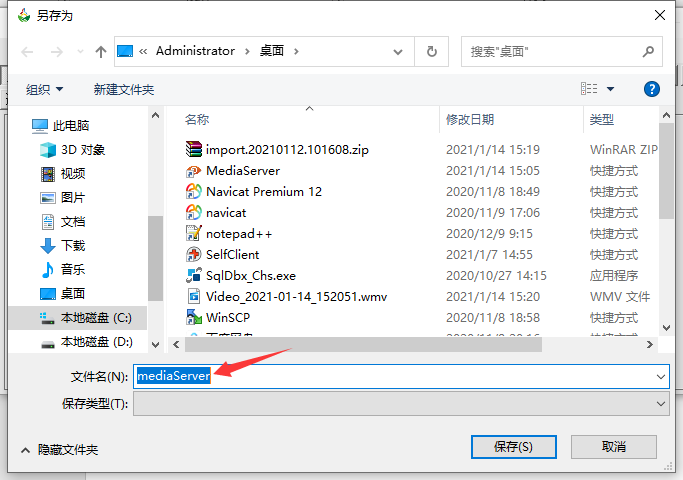 另存为
« Administrator › 桌面 ›
搜索"桌面"
组织 新建文件夹
此电脑
3D 对象
视频
图片
文档
下载
音乐
桌面
本地磁盘 (C:)
本地磁盘 (D:)
名称 修改日期 类型
import.20210112.101608.zip 2021/1/14 15:19 WinRAR ZIP
MediaServer 2021/1/14 15:05 快捷方式
Navicat Premium 12 2020/11/8 18:49 快捷方式
navicat 2020/11/9 17:06 快捷方式
notepad++ 2020/12/9 9:15 快捷方式
SelfClient 2021/1/7 14:55 快捷方式
SqlDbx_Chs.exe 2020/10/27 14:15 应用程序
Video_2021-01-14_152051.wmv 2021/1/14 15:20 WMV 文件
WinSCP 2020/11/8 18:58 快捷方式
文件名(N): mediaServer
保存类型(T):
隐藏文件夹 保存(S) 取消